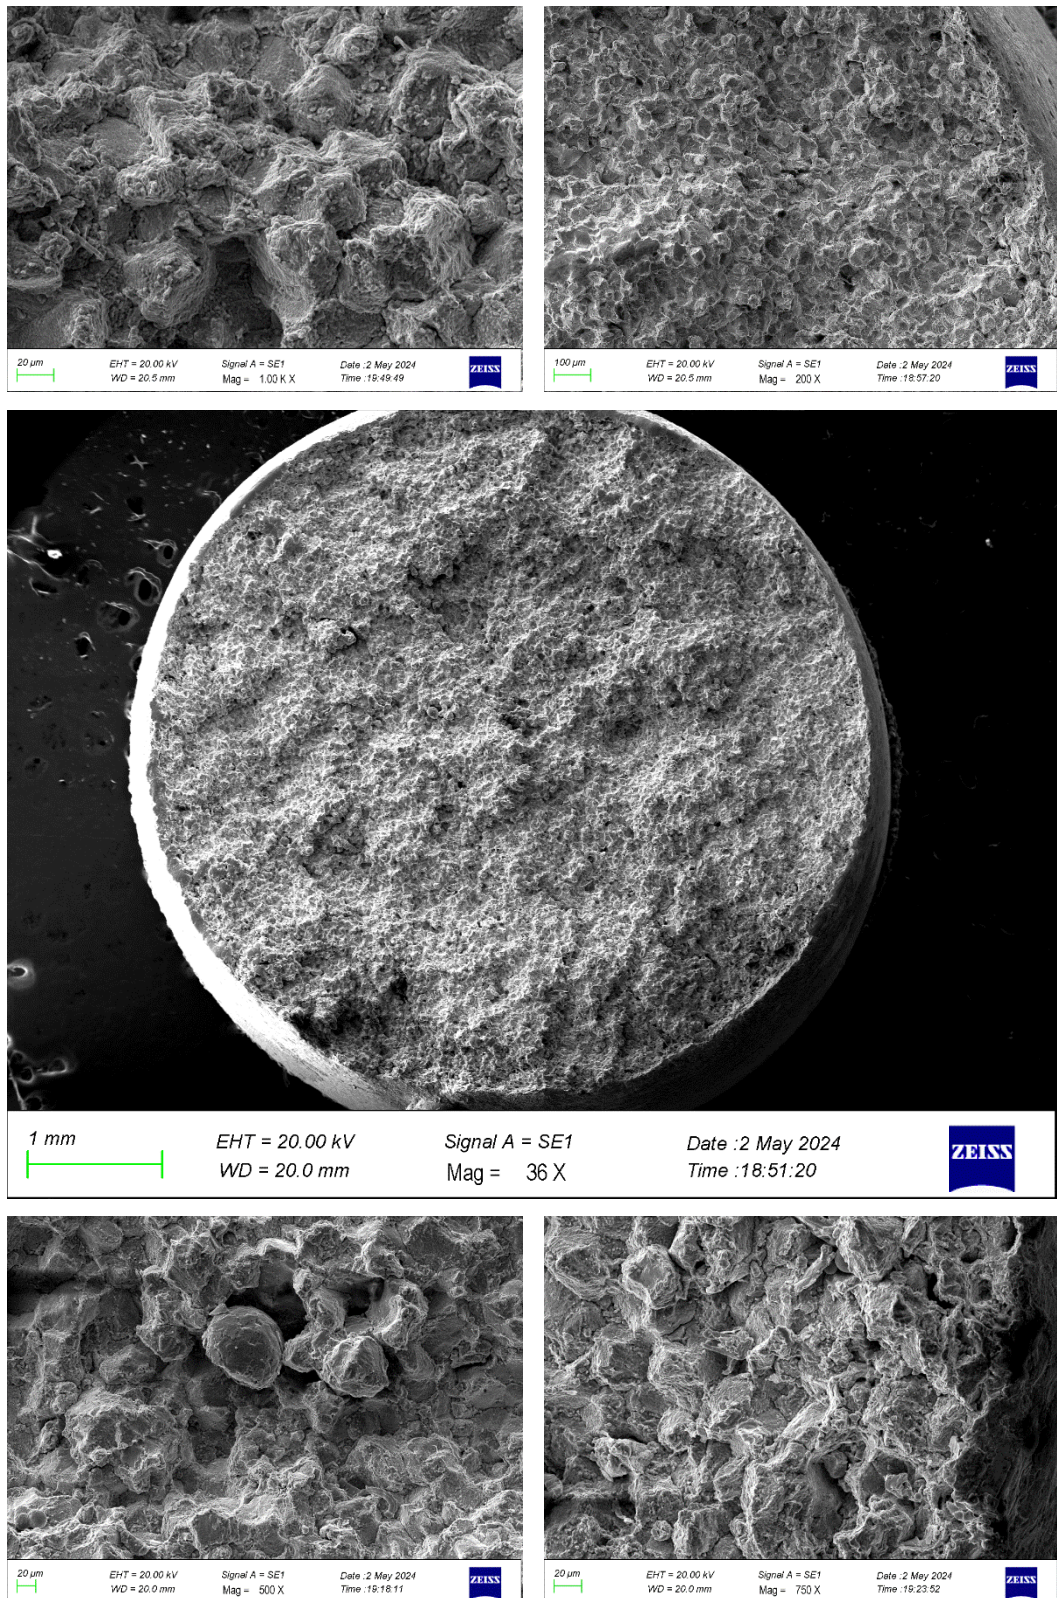 20 µm EHT = 20.00 kV Signal A = SE1 Date :2 May 2024
WD = 20.5 mm Mag = 1.00 K X Time :19:49:49
ZEISS
100 µm EHT = 20.00 kV Signal A = SE1 Date :2 May 2024
WD = 20.5 mm Mag = 200 X Time :18:57:20
ZEISS
1 mm EHT = 20.00 kV Signal A = SE1 Date :2 May 2024
WD = 20.0 mm Mag = 36 X Time :18:51:20
ZEISS
20 µm EHT = 20.00 kV Signal A = SE1 Date :2 May 2024
WD = 20.0 mm Mag = 500 X Time :19:18:11
ZEISS
20 µm EHT = 20.00 kV Signal A = SE1 Date :2 May 2024
WD = 20.0 mm Mag = 750 X Time :19:23:52
ZEISS